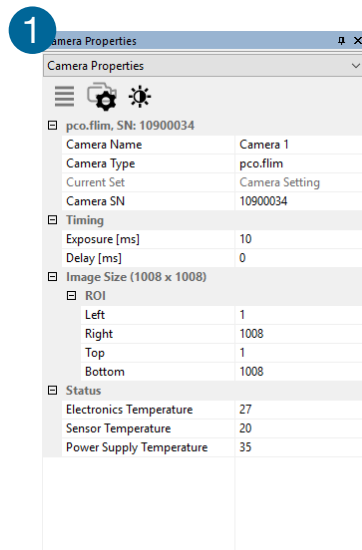 1
amera Properties
Camera Properties
pco.flim, SN: 10900034
Camera Name Camera 1
Camera Type pco.flim
Current Set Camera Setting
Camera SN 10900034
Timing
Exposure [ms] 10
Delay [ms] 0
Image Size (1008 x 1008)
ROI
Left 1
Right 1008
Top 1
Bottom 1008
Status
Electronics Temperature 27
Sensor Temperature 20
Power Supply Temperature 35